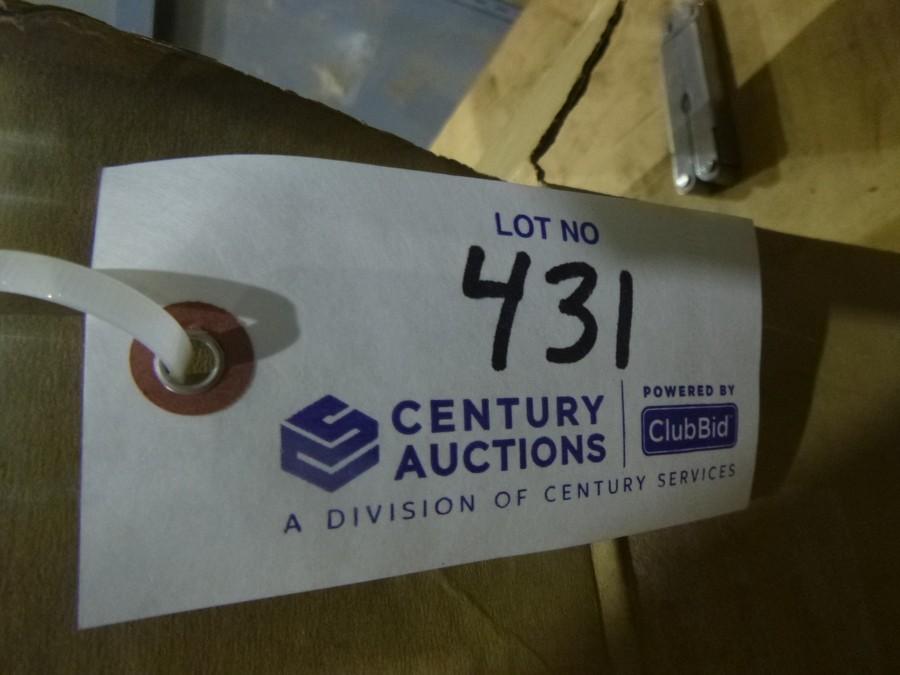 LOT NO
431
CENTURY
AUCTIONS
POWERED BY
ClubBid
A DIVISION OF CENTURY SERVICES